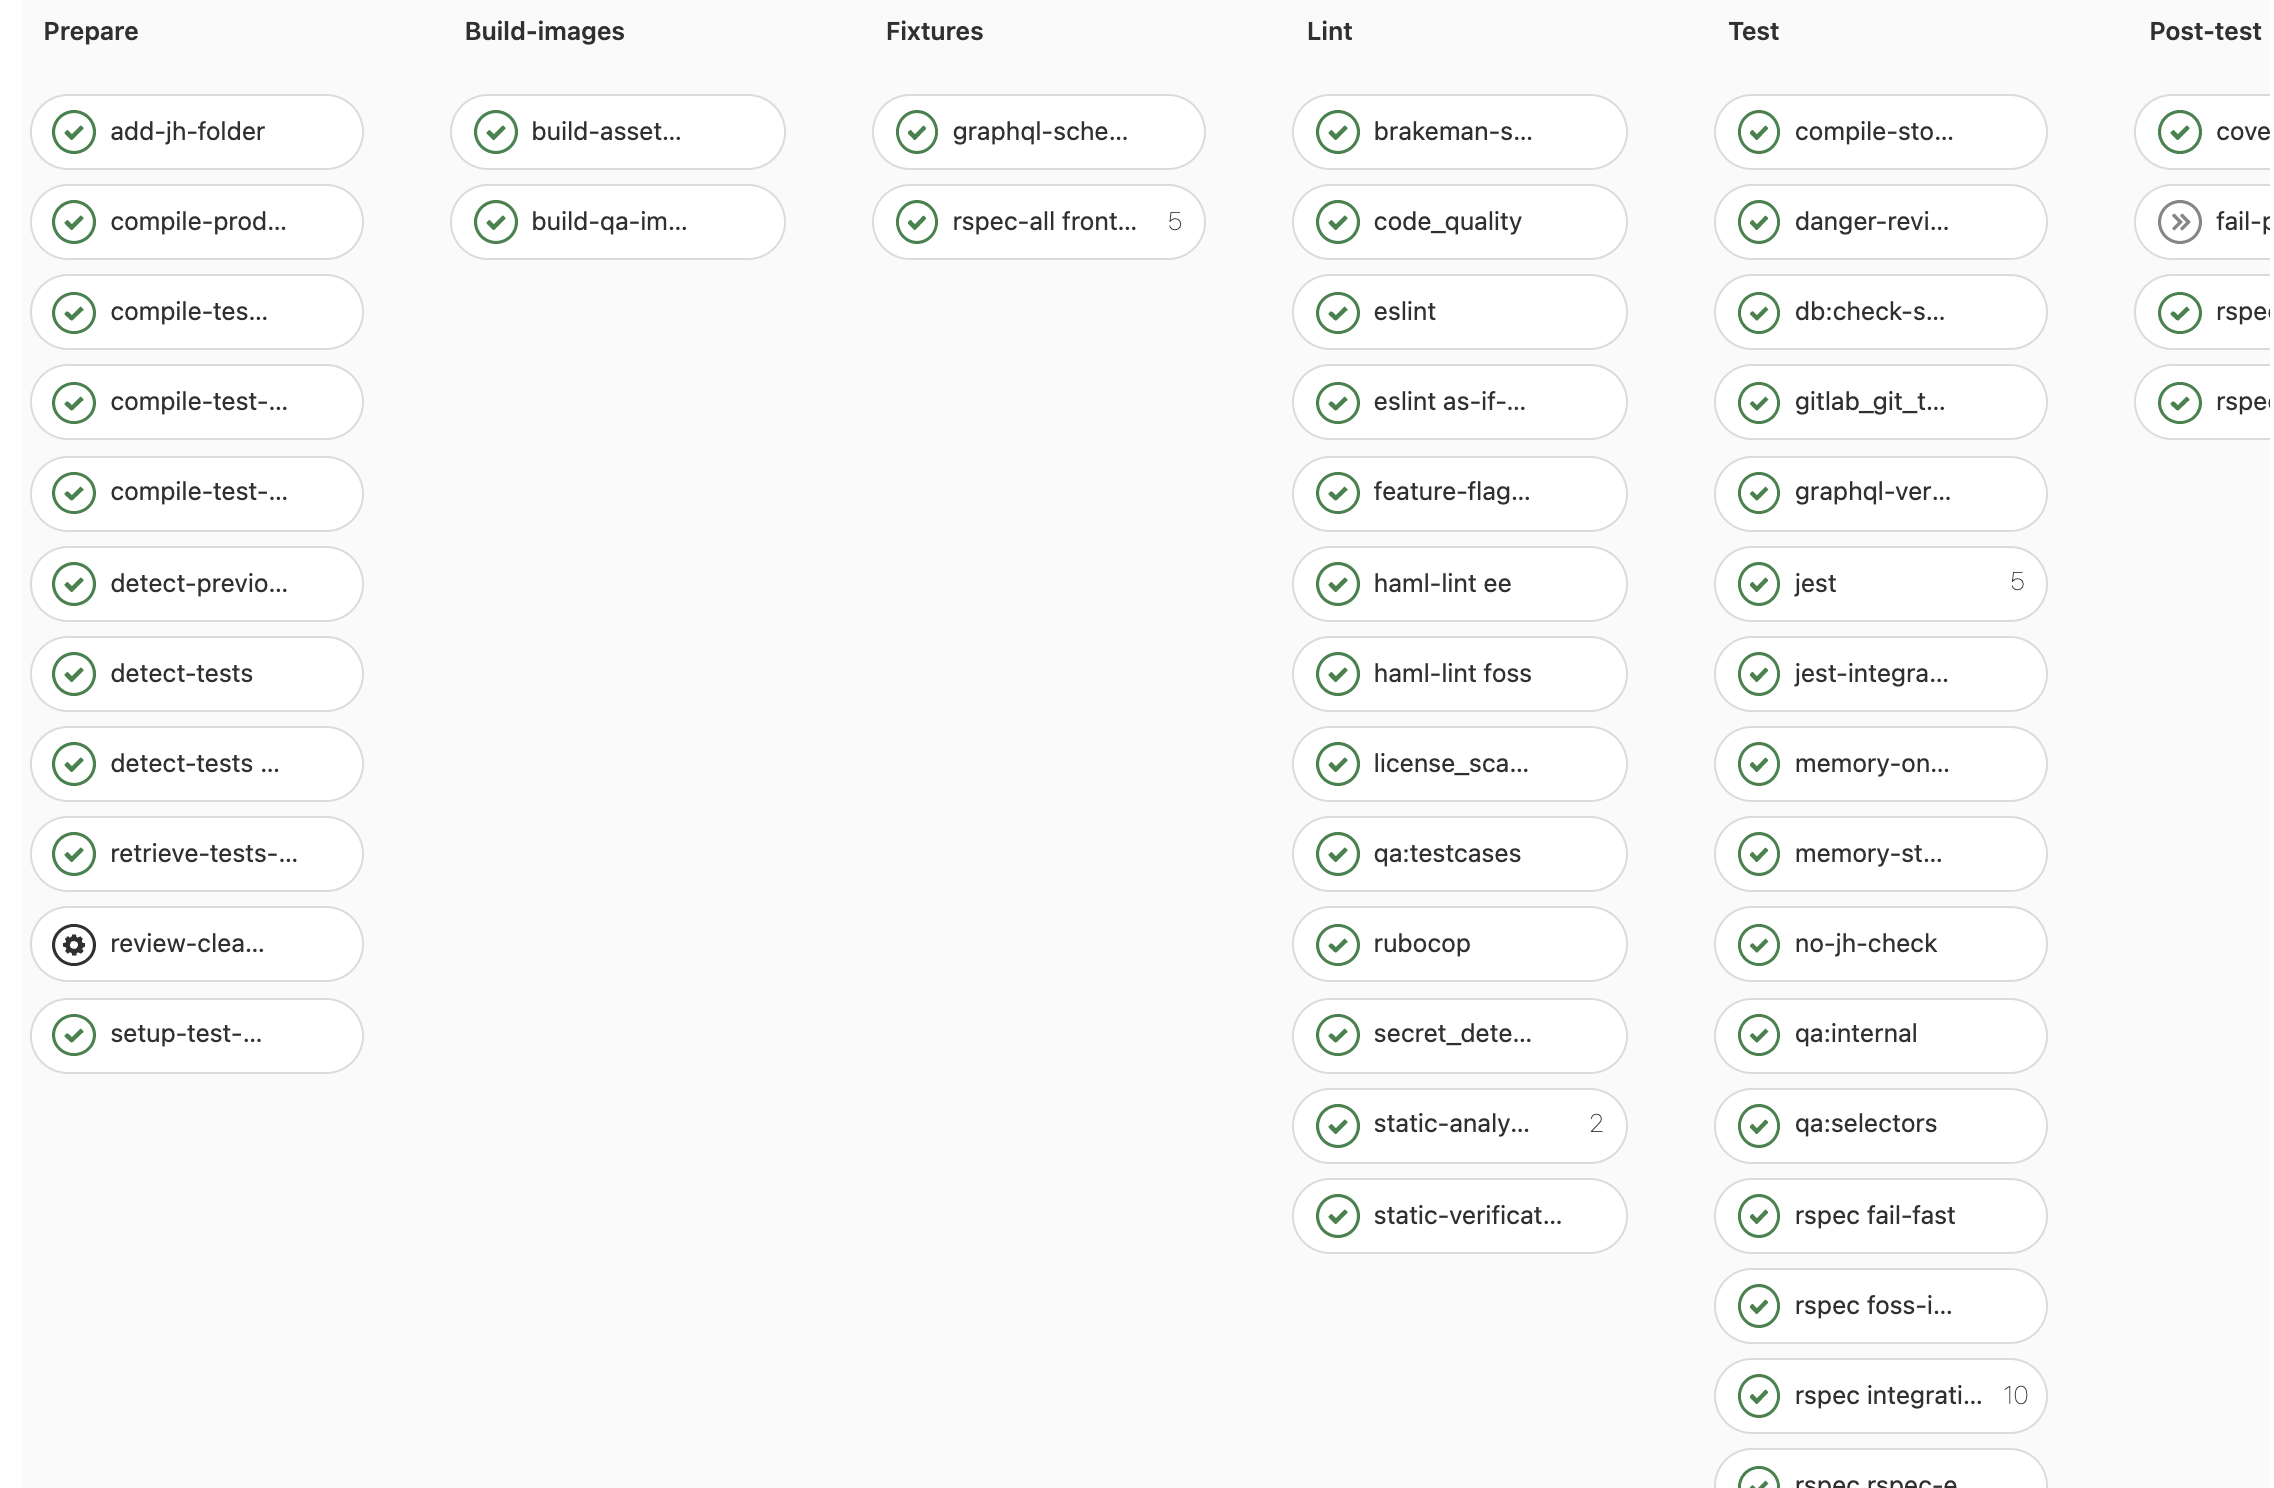 Prepare
add-jh-folder
compile-prod...
compile-tes...
compile-test-...
compile-test-...
detect-previo...
detect-tests
detect-tests ...
retrieve-tests-...
review-clea...
setup-test-...
Build-images
build-asset...
build-qa-im...
Fixtures
graphql-sche...
rspec-all front... 5
Lint
brakeman-s...
code_quality
eslint
eslint as-if-...
feature-flag...
haml-lint ee
haml-lint foss
license_sca...
qa:testcases
rubocop
secret_dete...
static-analy... 2
static-verificat...
Test
compile-sto...
danger-revi...
db:check-s...
gitlab_git_t...
graphql-ver...
jest 5
jest-integra...
memory-on...
memory-st...
no-jh-check
qa:internal
qa:selectors
rspec fail-fast
rspec foss-i...
rspec integrati... 10
rspec rspec-e
Post-test
cove
fail-p
rspe
rspe